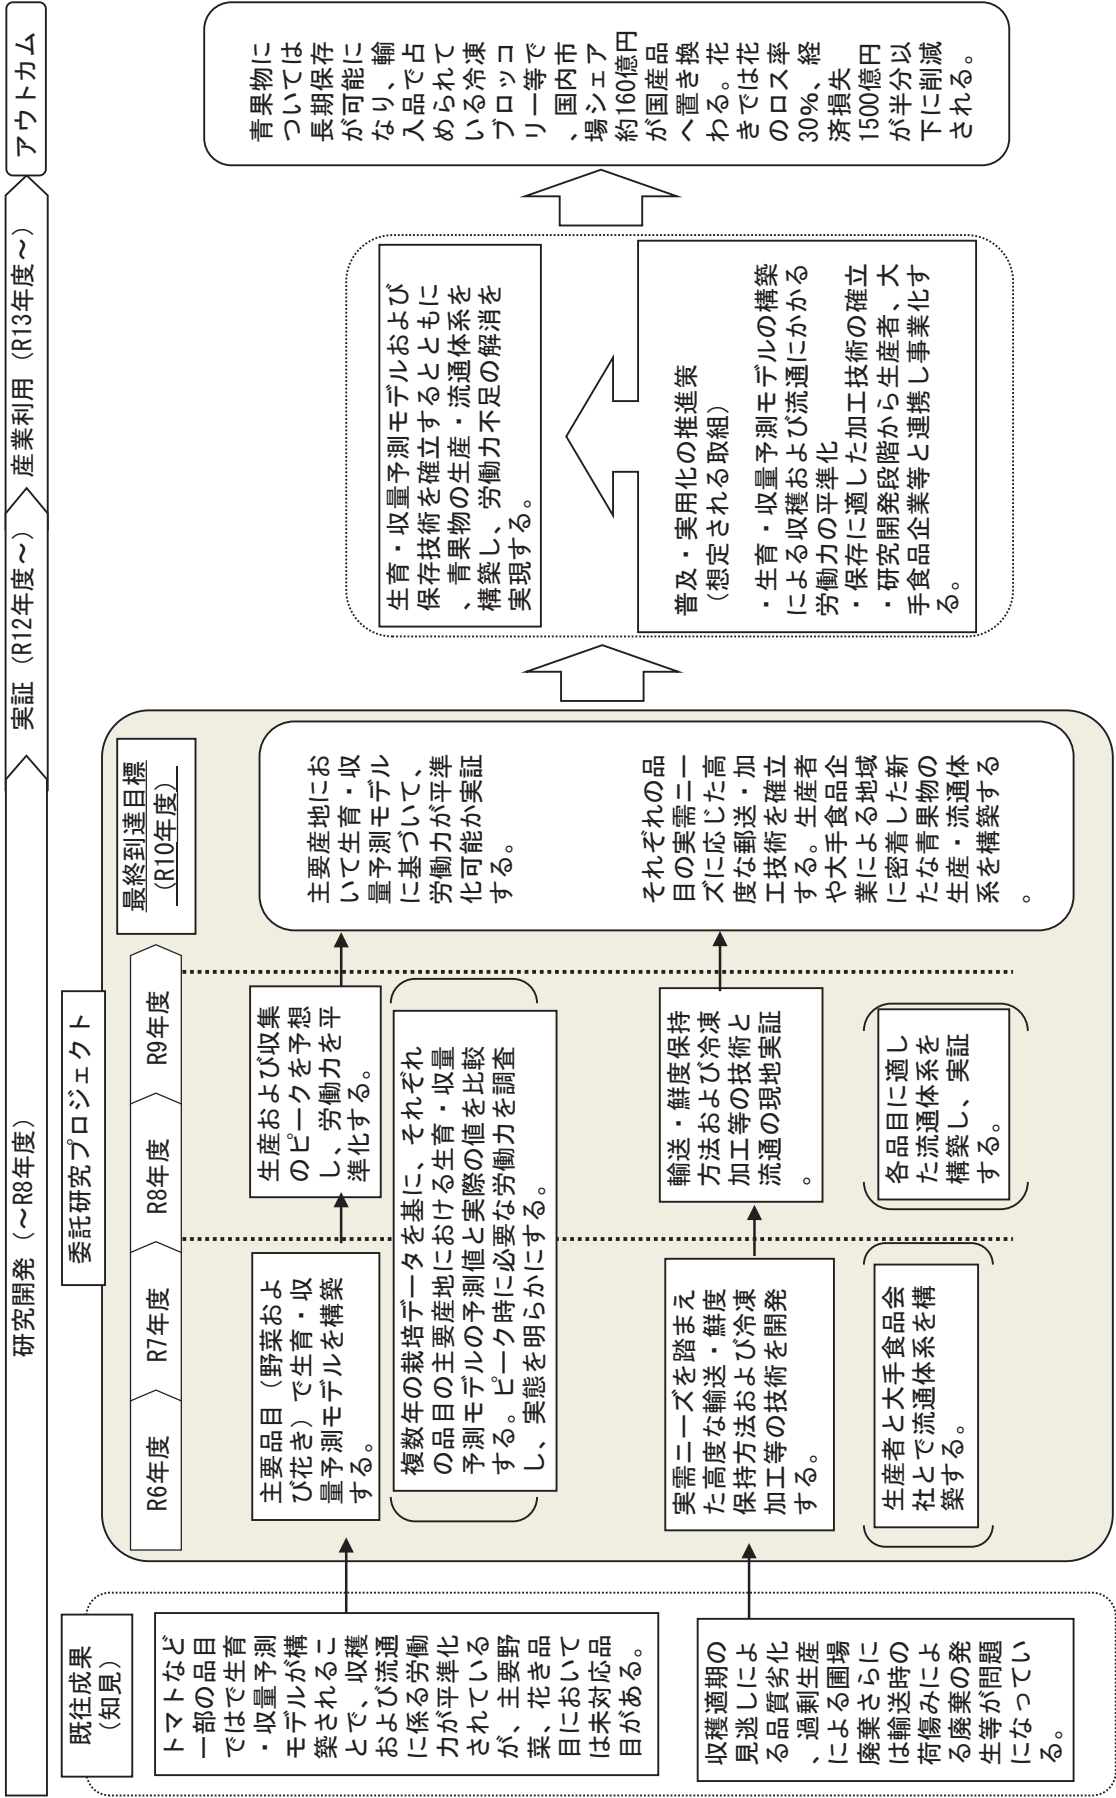 研究開発（～R8年度）
実証（R12年度～）
産業利用（R13年度～）
アウトカム
既往成果
（知見）
トマトなど
一部の品目
ではで生育
・収量予測
モデルが構
築されるこ
とで、収穫
および流通
に係る労働
力が平準化
されている
が、主要野
菜、花き品
目において
は未対応品
目がある。
収穫適期の
見逃しによ
る品質劣化
、過剰生産
による圃場
廃棄さらに
は輸送時の
荷傷みによ
る廃棄の発
生等が問題
になってい
る。
委託研究プロジェクト
R6年度
R7年度
R8年度
R9年度
最終到達目標
（R10年度）
主要品目（野菜およ
び花き）で生育・収
量予測モデルを構築
する。
生産および収集
のピークを予想
し、労働力を平
準化する。
複数年の栽培データを基に、それぞれ
の品目の主要産地における生育・収量
予測モデルの予測値と実際の値を比較
する。ピーク時に必要な労働力を調査
し、実態を明らかにする。
実需ニーズを踏まえ
た高度な輸送・鮮度
保持方法および冷凍
加工等の技術を開発
する。
輸送・鮮度保持
方法および冷凍
加工等の技術と
流通の現地実証
。
生産者と大手食品会
社とで流通体系を構
築する。
各品目に適し
た流通体系を
構築し、実証
する。
主要産地にお
いて生育・収
量予測モデル
に基づいて、
労働力が平準
化可能か実証
する。
それぞれの品
目の実需ニー
ズに応じた高
度な郵送・加
工技術を確立
する。生産者
や大手食品企
業による地域
に密着した新
たな青果物の
生産・流通体
系を構築する
。
生育・収量予測モデルおよび
保存技術を確立するとともに
、青果物の生産・流通体系を
構築し、労働力不足の解消を
実現する。
普及・実用化の推進策
（想定される取組）
・生育・収量予測モデルの構築
による収穫および流通にかかる
労働力の平準化
・保存に適した加工技術の確立
・研究開発段階から生産者、大
手食品企業等と連携し事業化す
る。
青果物に
ついては
長期保存
が可能に
なり、輸
入品で占
められて
いる冷凍
ブロッコ
リー等で
、国内市
場シェア
約160億円
が国産品
へ置き換
わる。花
きでは花
のロス率
30%、経
済損失
1500億円
が半分以
下に削減
される。